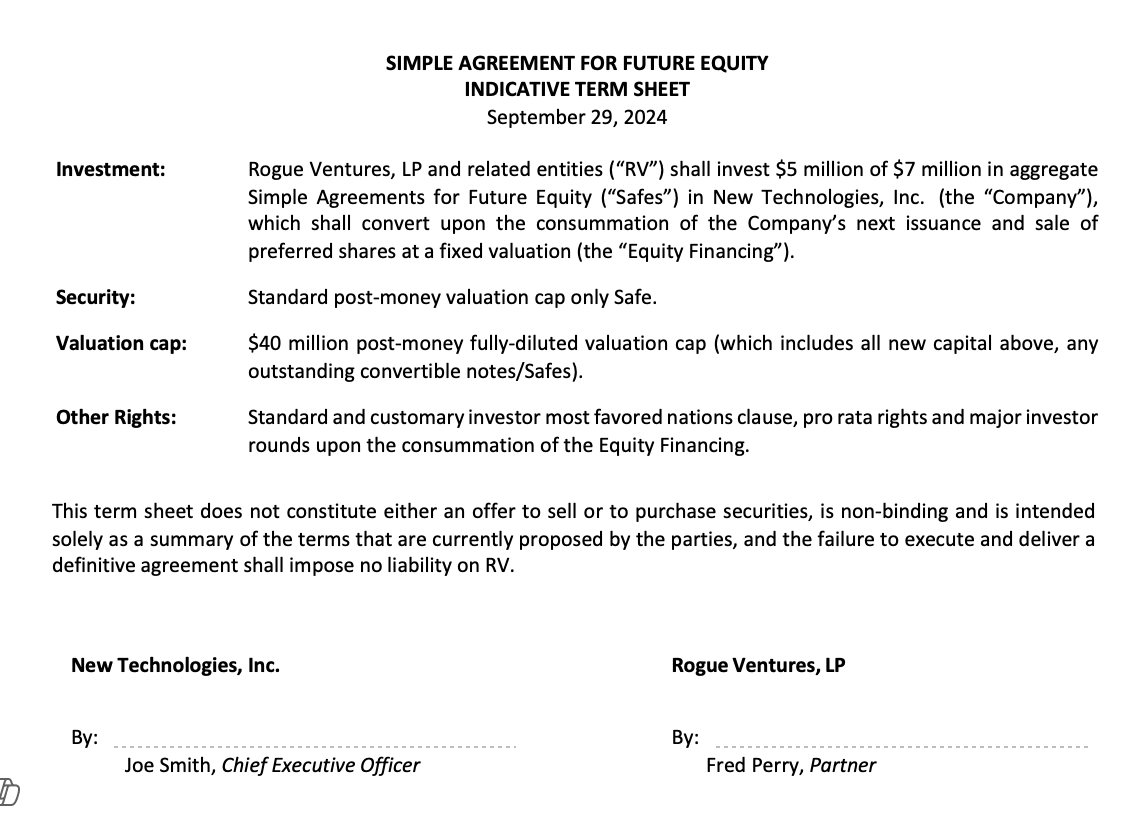 SIMPLE AGREEMENT FOR FUTURE EQUITY
INDICATIVE TERM SHEET
September 29, 2024
Investment: Rogue Ventures, LP and related entities (“RV”) shall invest $5 million of $7 million in aggregate
Simple Agreements for Future Equity (“Safes”) in New Technologies, Inc. (the “Company”),
which shall convert upon the consummation of the Company’s next issuance and sale of
preferred shares at a fixed valuation (the “Equity Financing”).
Security: Standard post-money valuation cap only Safe.
Valuation cap: $40 million post-money fully-diluted valuation cap (which includes all new capital above, any
outstanding convertible notes/Safes).
Other Rights: Standard and customary investor most favored nations clause, pro rata rights and major investor
rounds upon the consummation of the Equity Financing.
This term sheet does not constitute either an offer to sell or to purchase securities, is non-binding and is intended
solely as a summary of the terms that are currently proposed by the parties, and the failure to execute and deliver a
definitive agreement shall impose no liability on RV.
New Technologies, Inc. Rogue Ventures, LP
By: By:
Joe Smith, Chief Executive Officer Fred Perry, Partner